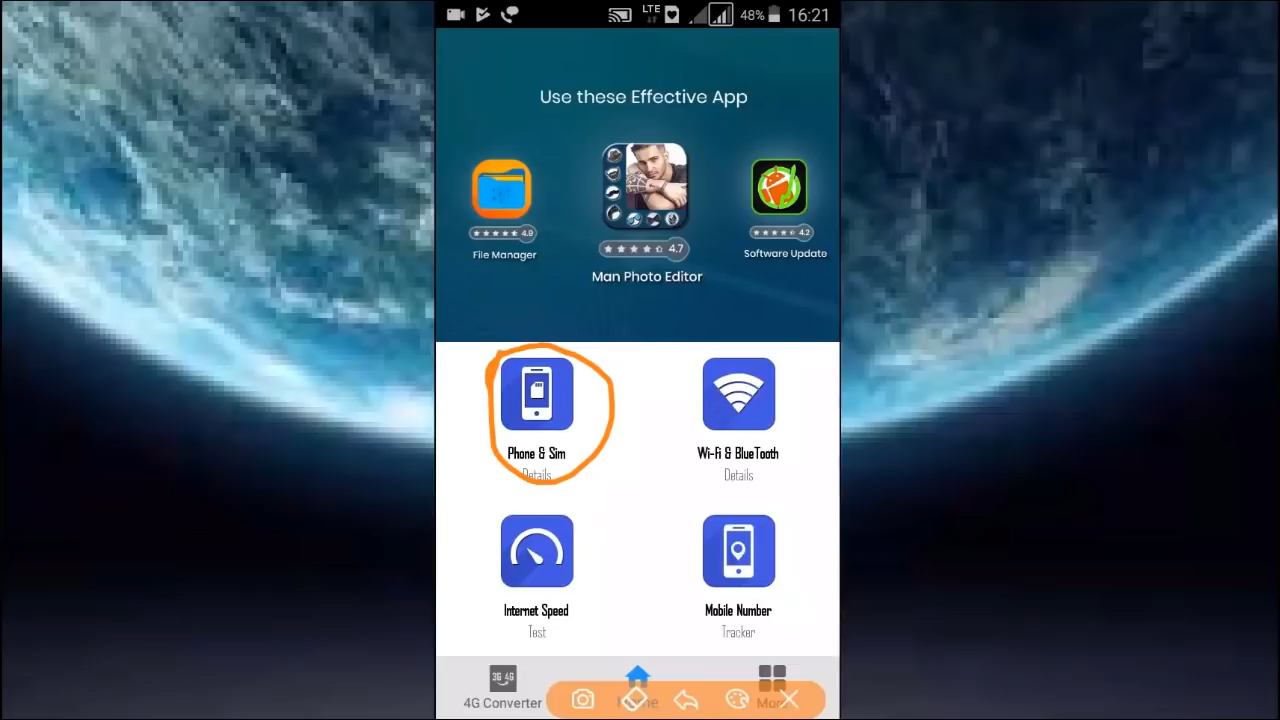 LTE 48% 16:21
Use these Effective App
4.9
4.7
4.2
File Manager
Man Photo Editor
Software Update
Phone & Sim
Details
Wi-Fi & BlueTooth
Details
Internet Speed
Test
Mobile Number
Tracker
3G 4G
4G Converter
Home
More